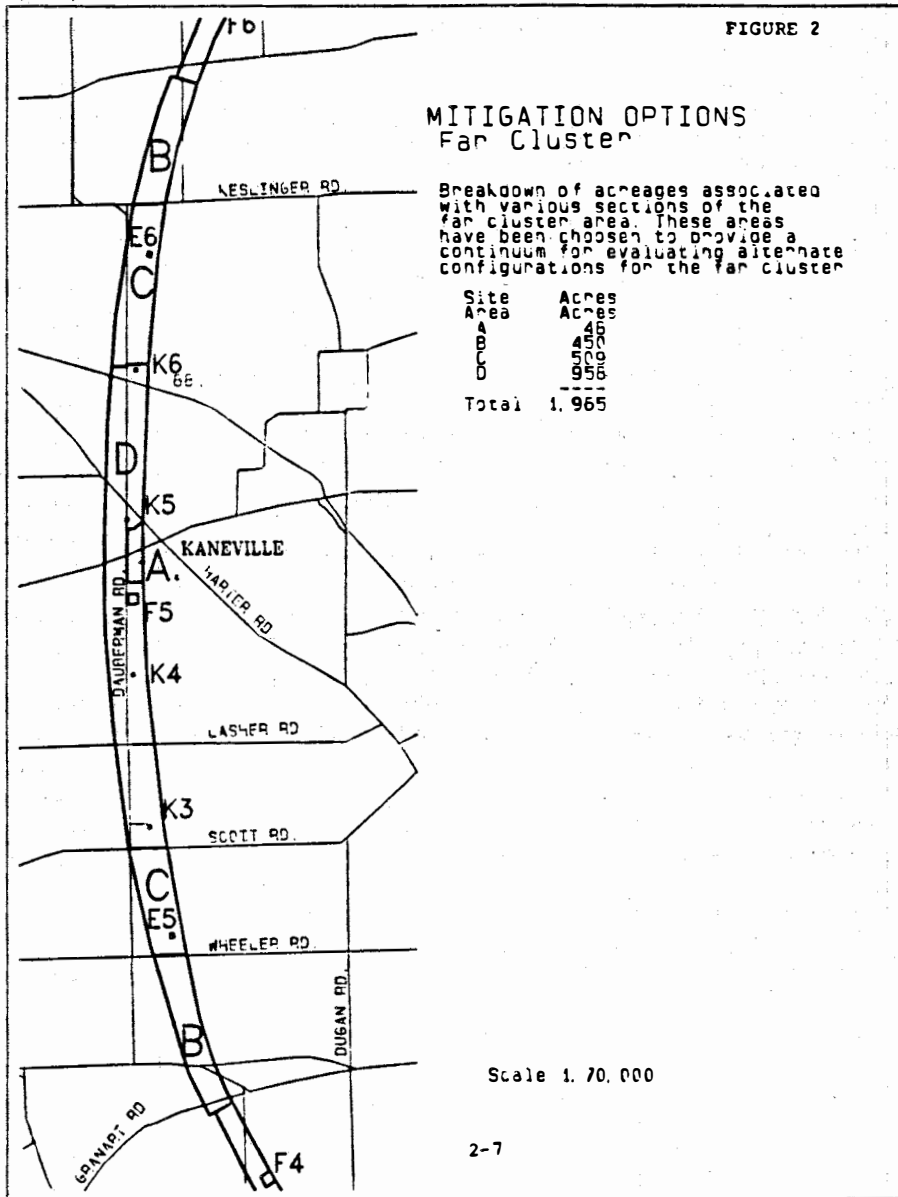 FIGURE 2
F6
MITIGATION OPTIONS
Far Cluster
B
KESLINGER RD.
Breakdown of acreages associated
with various sections of the
far cluster area. These areas
have been choosen to provide a
continuum for evaluating alternate
configurations for the far cluster
E6
C
Site Acres
Area Acres
A 46
B 450
C 509
D 956
----
Total 1,965
K6
D
K5
KANEVILLE
A.
HARTER RD
F5
DAUBERMAN RD.
K4
LASHER RD
K3
SCOTT RD.
C
E5
WHEELER RD.
DUGAN RD.
B
Scale 1. 70,000
GRANART RD
F4
2-7